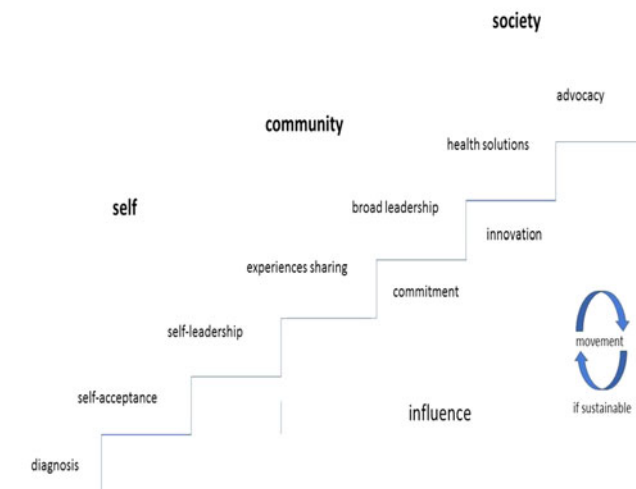 society
advocacy
community
health solutions
self
broad leadership
innovation
experiences sharing
commitment
self-leadership
movement
self-acceptance
if sustainable
influence
diagnosis